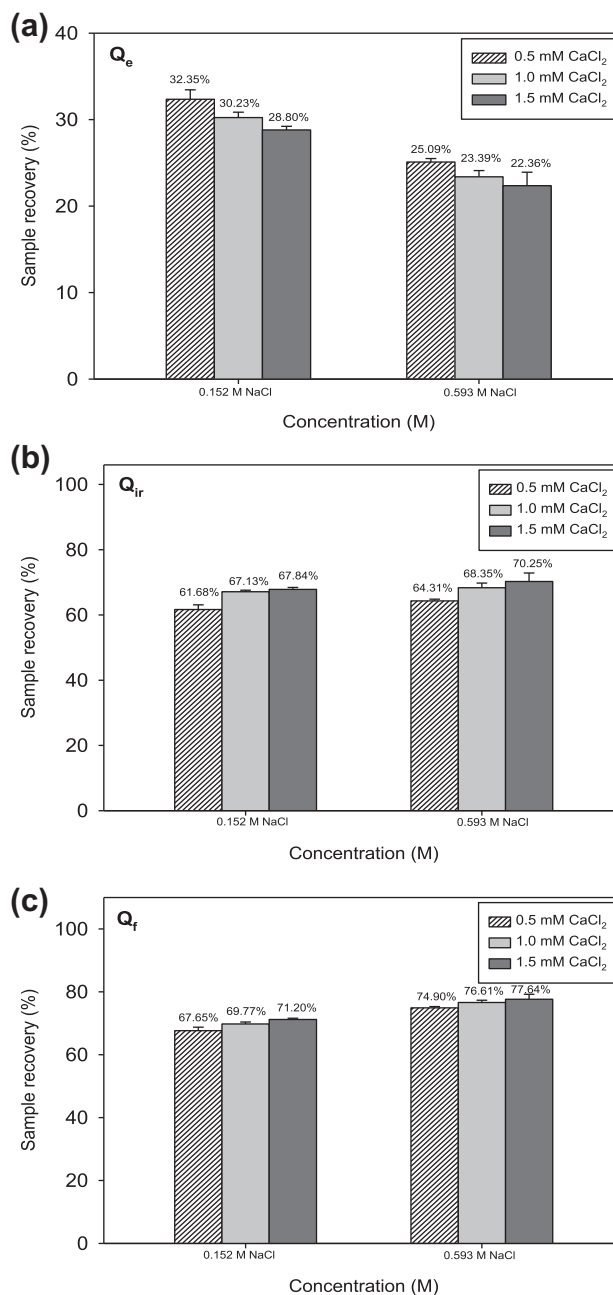 (a)
Qe
0.5 mM CaCl2
1.0 mM CaCl2
1.5 mM CaCl2
40
30
20
10
0
Sample recovery (%)
32.35%
30.23%
28.80%
25.09%
23.39%
22.36%
0.152 M NaCl
0.593 M NaCl
Concentration (M)
(b)
Qir
0.5 mM CaCl2
1.0 mM CaCl2
1.5 mM CaCl2
100
80
60
40
20
0
Sample recovery (%)
61.68%
67.13%
67.84%
64.31%
68.35%
70.25%
0.152 M NaCl
0.593 M NaCl
Concentration (M)
(c)
Qf
0.5 mM CaCl2
1.0 mM CaCl2
1.5 mM CaCl2
100
80
60
40
20
0
Sample recovery (%)
67.65%
69.77%
71.20%
74.90%
76.61%
77.64%
0.152 M NaCl
0.593 M NaCl
Concentration (M)